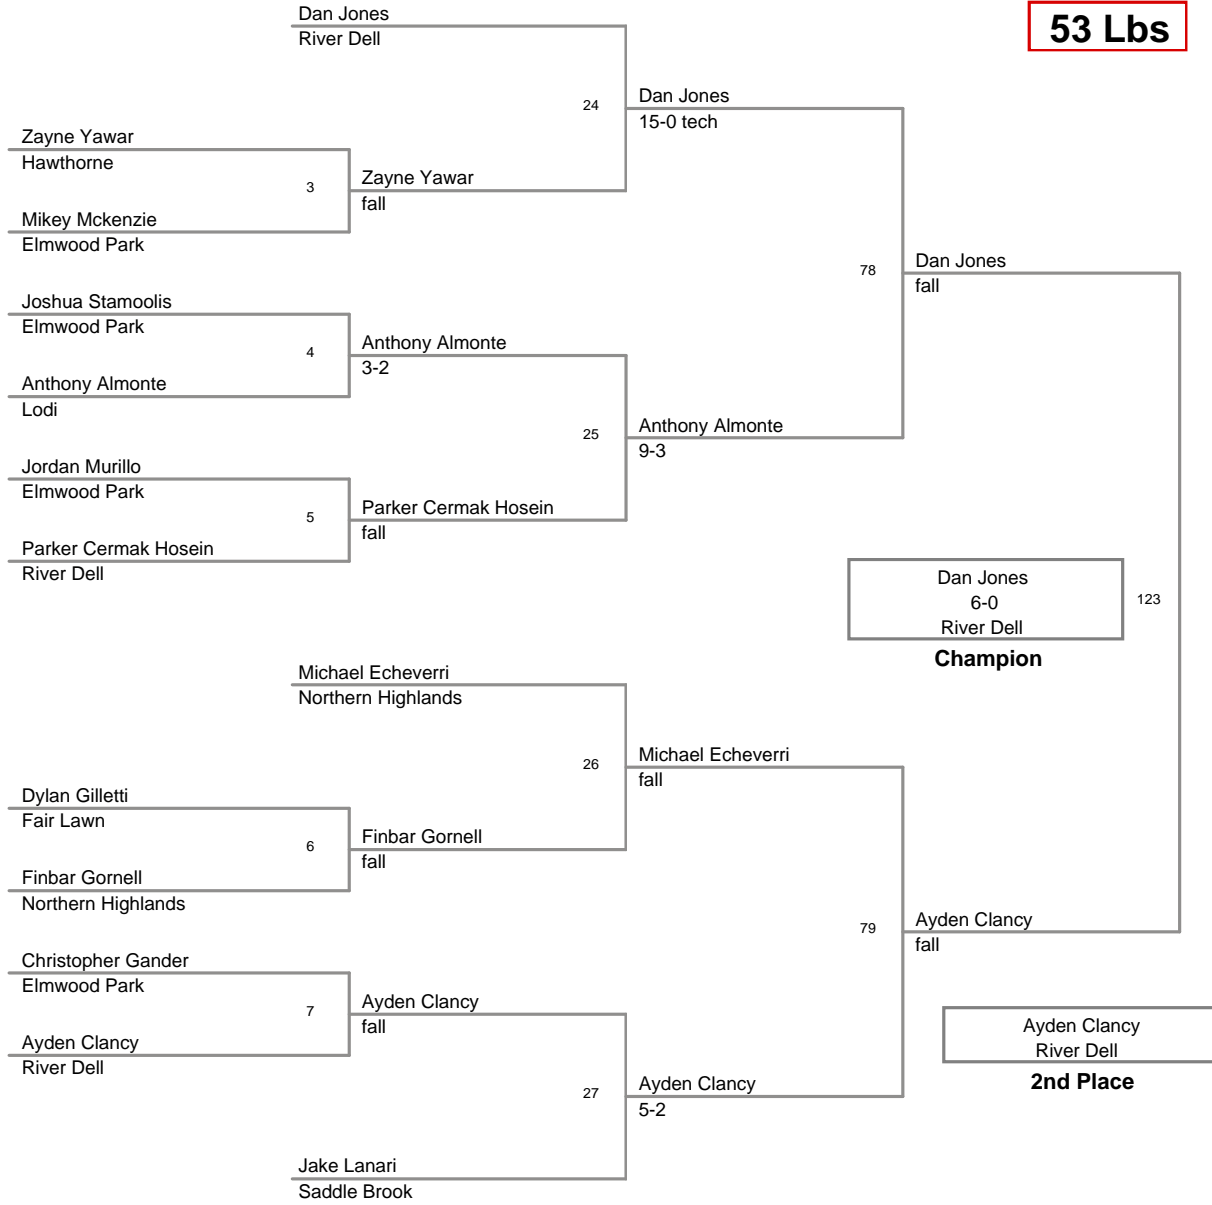 53 Lbs
Dan Jones
River Dell
24
Dan Jones
15-0 tech
Zayne Yawar
Hawthorne
3
Zayne Yawar
fall
Mikey Mckenzie
Elmwood Park
78
Dan Jones
fall
Joshua Stamoolis
Elmwood Park
4
Anthony Almonte
3-2
Anthony Almonte
Lodi
25
Anthony Almonte
9-3
Jordan Murillo
Elmwood Park
5
Parker Cermak Hosein
fall
Parker Cermak Hosein
River Dell
Dan Jones
6-0
River Dell
Champion
123
Michael Echeverri
Northern Highlands
26
Michael Echeverri
fall
Dylan Gilletti
Fair Lawn
6
Finbar Gornell
fall
Finbar Gornell
Northern Highlands
79
Ayden Clancy
fall
Christopher Gander
Elmwood Park
7
Ayden Clancy
fall
Ayden Clancy
River Dell
27
Ayden Clancy
5-2
Ayden Clancy
River Dell
2nd Place
Jake Lanari
Saddle Brook